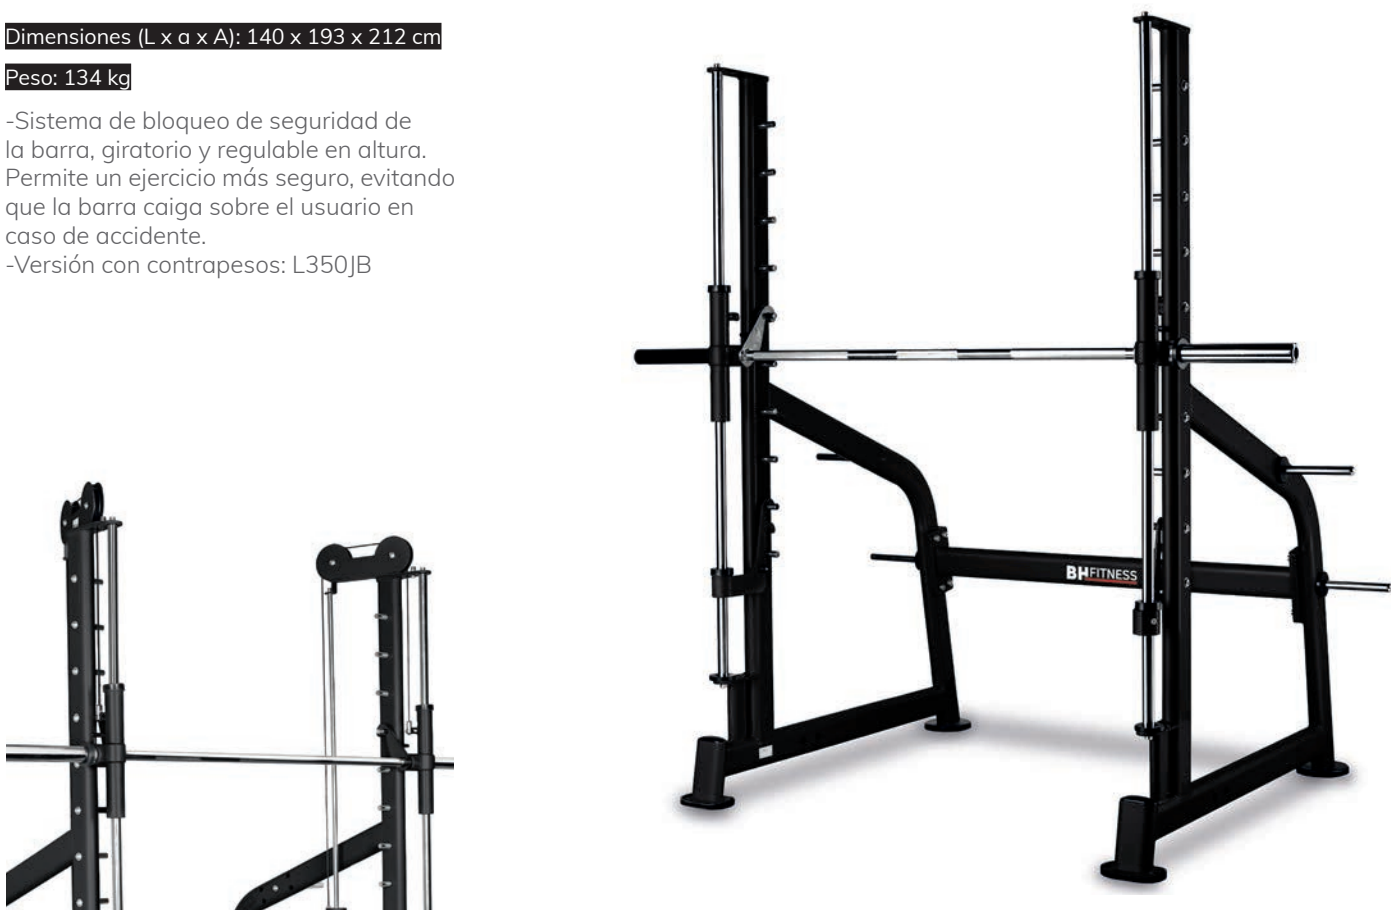 Dimensiones (L x a x A): 140 x 193 x 212 cm
Peso: 134 kg
-Sistema de bloqueo de seguridad de
la barra, giratorio y regulable en altura.
Permite un ejercicio más seguro, evitando
que la barra caiga sobre el usuario en
caso de accidente.
-Versión con contrapesos: L350JB
BH FITNESS